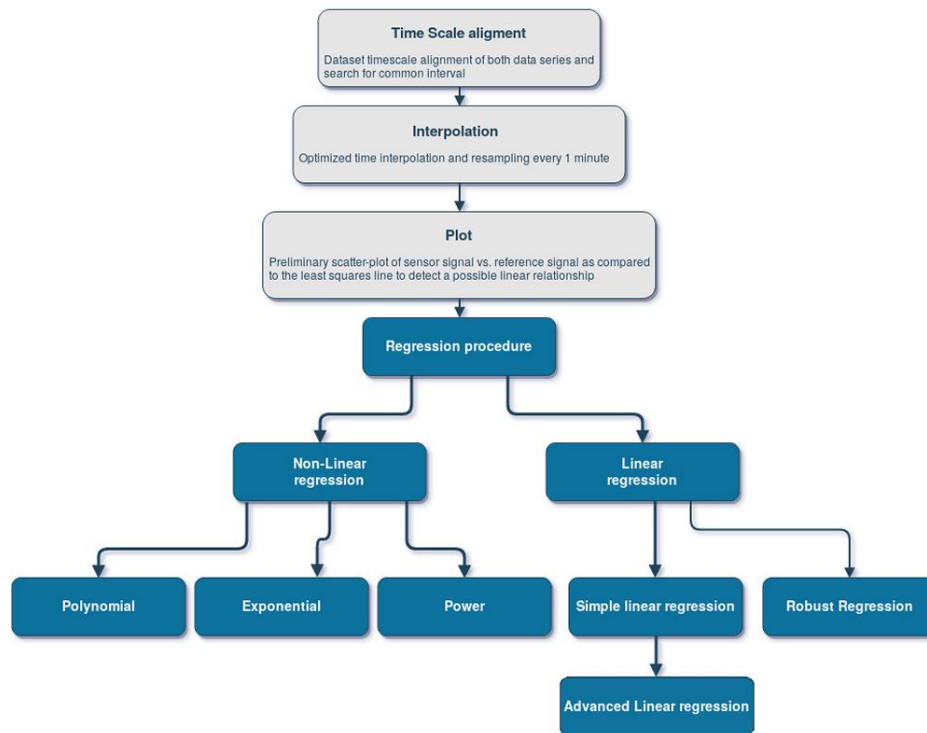 Time Scale aligment
Dataset timescale alignment of both data series and
search for common interval
Interpolation
Optimized time interpolation and resampling every 1 minute
Plot
Preliminary scatter-plot of sensor signal vs. reference signal as compared
to the least squares line to detect a possible linear relationship
Regression procedure
Non-Linear
regression
Linear
regression
Polynomial
Exponential
Power
Simple linear regression
Robust Regression
Advanced Linear regression